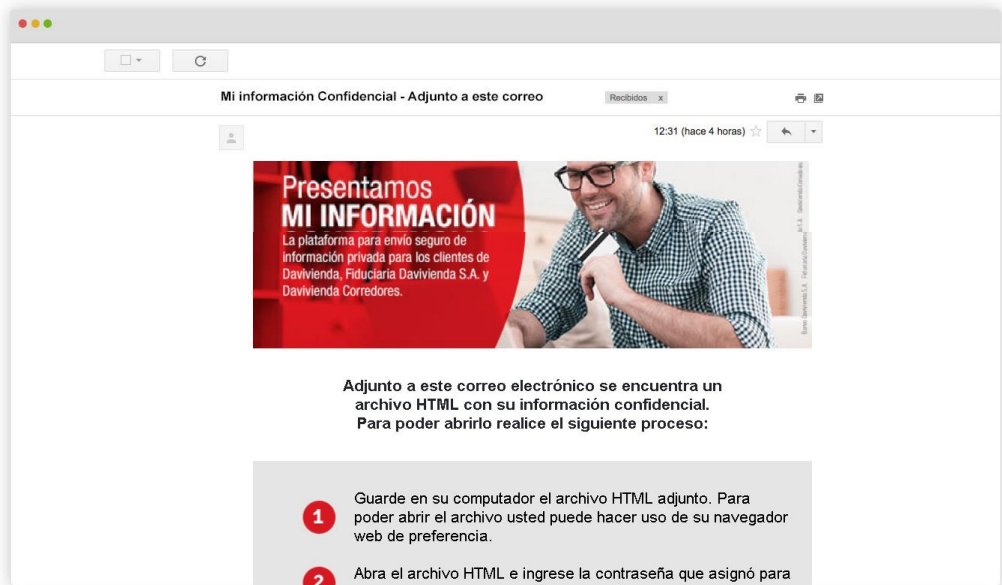 Mi información Confidencial - Adjunto a este correo
Recibidos x
12:31 (hace 4 horas)
Presentamos
MI INFORMACIÓN
La plataforma para envío seguro de
información privada para los clientes de
Davivienda, Fiduciaria Davivienda S.A. y
Davivienda Corredores.
Adjunto a este correo electrónico se encuentra un
archivo HTML con su información confidencial.
Para poder abrirlo realice el siguiente proceso:
1
Guarde en su computador el archivo HTML adjunto. Para
poder abrir el archivo usted puede hacer uso de su navegador
web de preferencia.
2
Abra el archivo HTML e ingrese la contraseña que asignó para